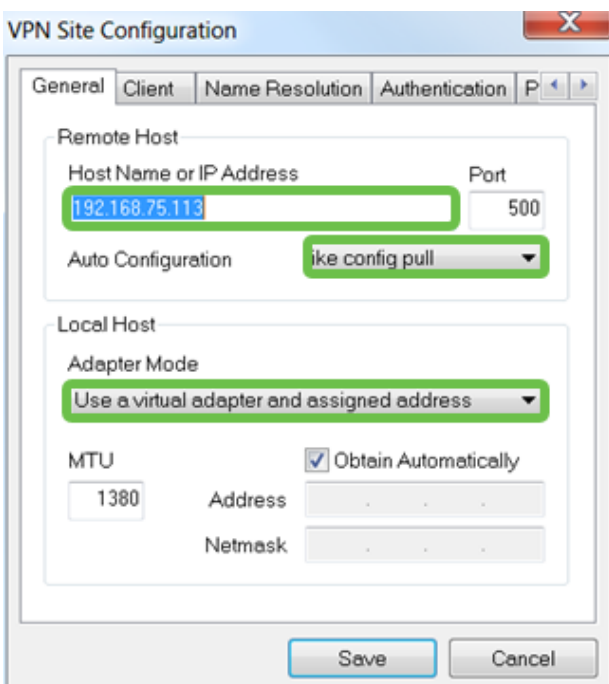 VPN Site Configuration
General Client Name Resolution Authentication P
Remote Host
Host Name or IP Address Port
192.168.75.113 500
Auto Configuration ike config pull
Local Host
Adapter Mode
Use a virtual adapter and assigned address
MTU Obtain Automatically
1380 Address . . .
Netmask . . .
Save Cancel